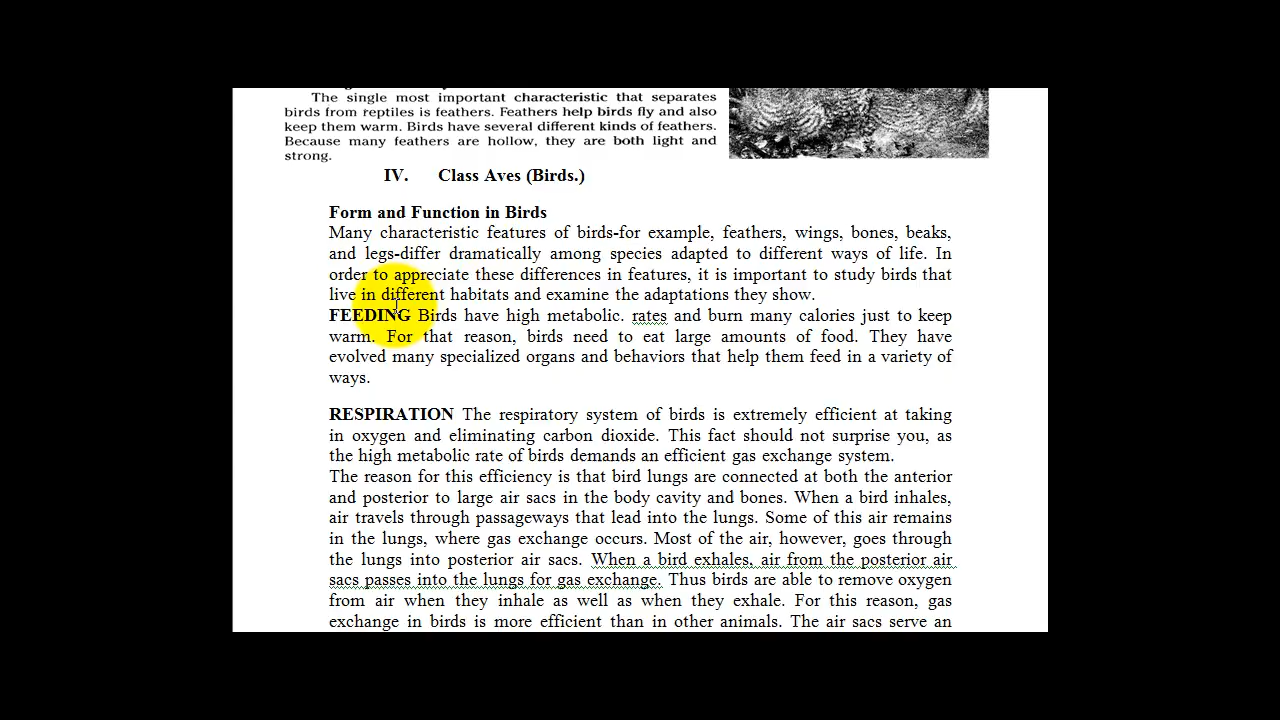 The single most important characteristic that separates
birds from reptiles is feathers. Feathers help birds fly and also
keep them warm. Birds have several different kinds of feathers.
Because many feathers are hollow, they are both light and
strong.
IV. Class Aves (Birds.)
Form and Function in Birds
Many characteristic features of birds-for example, feathers, wings, bones, beaks,
and legs-differ dramatically among species adapted to different ways of life. In
order to appreciate these differences in features, it is important to study birds that
live in different habitats and examine the adaptations they show.
FEEDING Birds have high metabolic. rates and burn many calories just to keep
warm. For that reason, birds need to eat large amounts of food. They have
evolved many specialized organs and behaviors that help them feed in a variety of
ways.
RESPIRATION The respiratory system of birds is extremely efficient at taking
in oxygen and eliminating carbon dioxide. This fact should not surprise you, as
the high metabolic rate of birds demands an efficient gas exchange system.
The reason for this efficiency is that bird lungs are connected at both the anterior
and posterior to large air sacs in the body cavity and bones. When a bird inhales,
air travels through passageways that lead into the lungs. Some of this air remains
in the lungs, where gas exchange occurs. Most of the air, however, goes through
the lungs into posterior air sacs. When a bird exhales, air from the posterior air
sacs passes into the lungs for gas exchange. Thus birds are able to remove oxygen
from air when they inhale as well as when they exhale. For this reason, gas
exchange in birds is more efficient than in other animals. The air sacs serve an